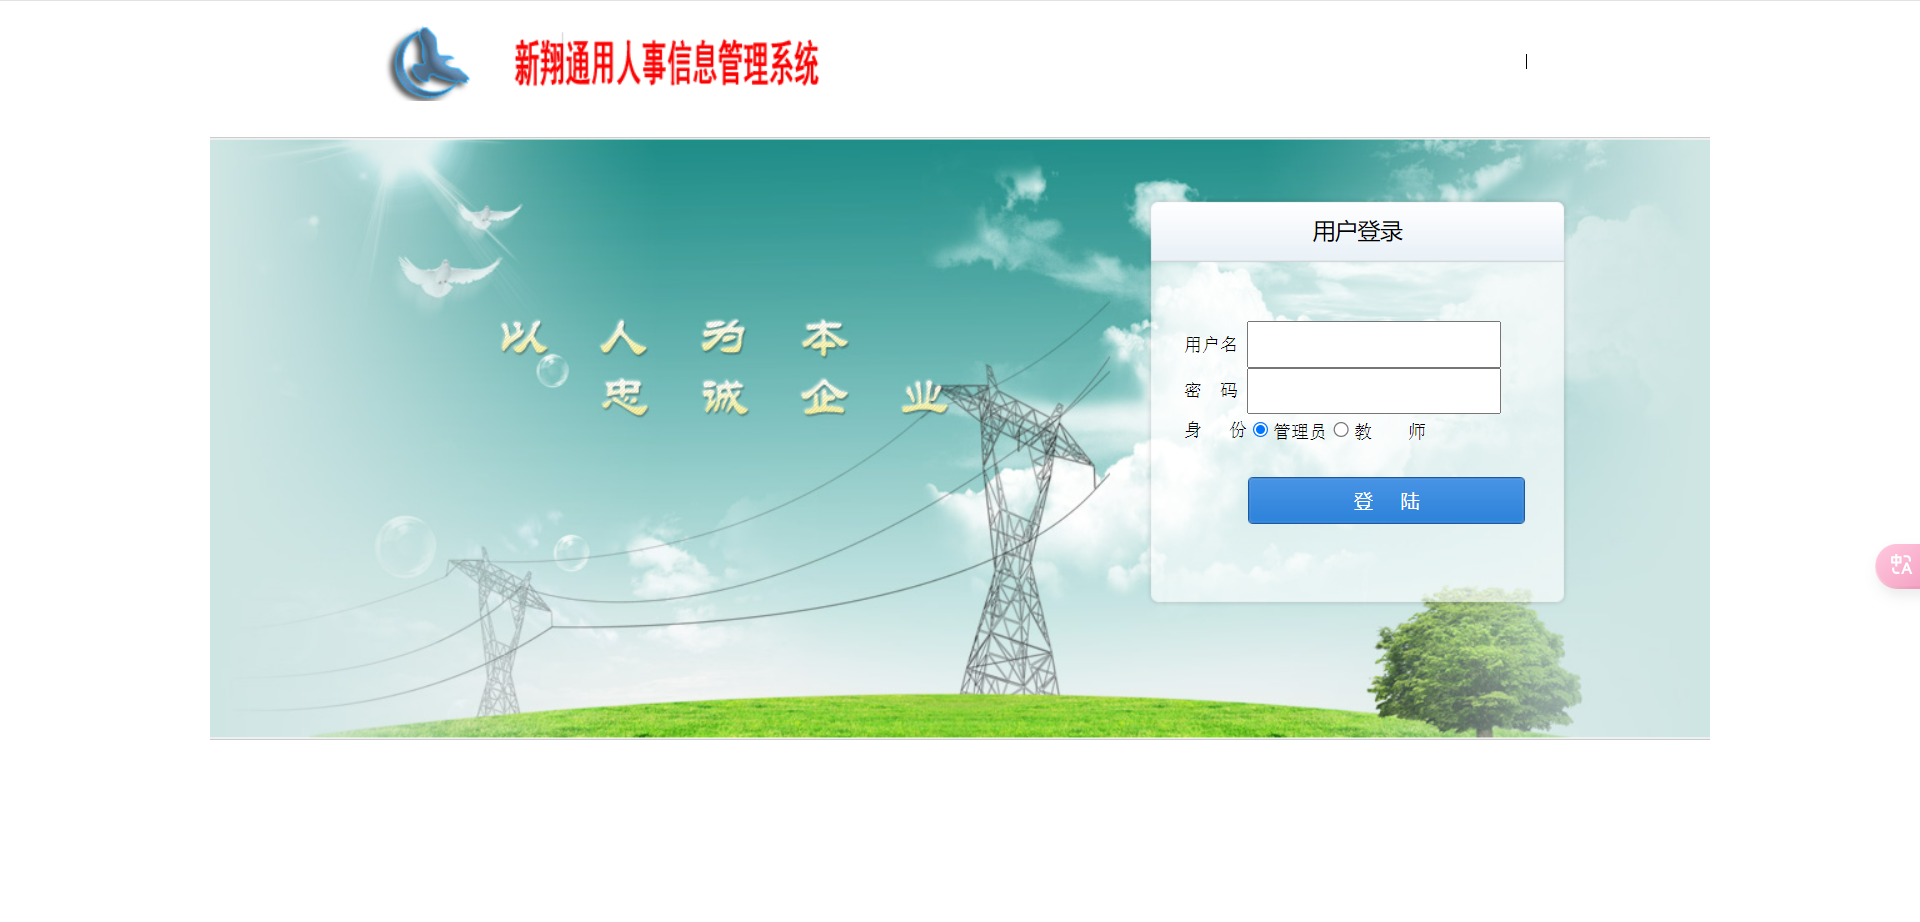 新翔通用人事信息管理系统
以 人 为 本
忠 诚 企 业
用户登录
用户名
密 码
身 份 管理员 教 师
登 陆
中 A